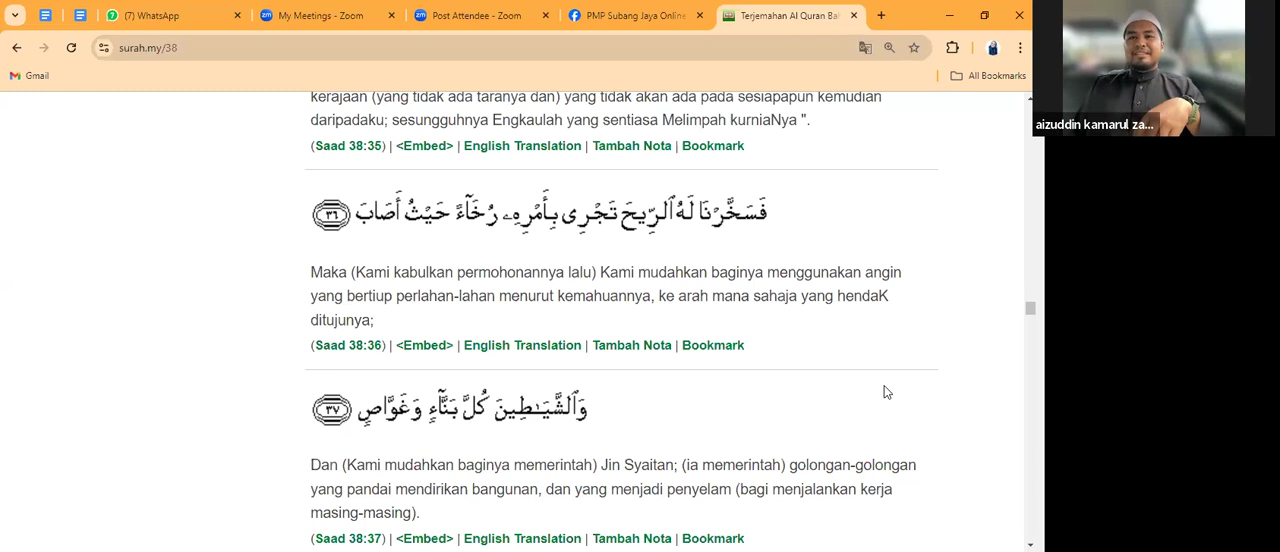 (7) WhatsApp
My Meetings - Zoom
Post Attendee - Zoom
PMP Subang Jaya Online
Terjemahan Al Quran Bah
surah.my/38
Gmail
All Bookmarks
kerajaan (yang tidak ada taranya dan) yang tidak akan ada pada sesiapapun kemudian
daripadaku; sesungguhnya Engkaulah yang sentiasa Melimpah kurniaNya ".
(Saad 38:35) | <Embed> | English Translation | Tambah Nota | Bookmark
فَسَخَّرْنَا لَهُ ٱلرِّيحَ تَجْرِى بِأَمْرِهِۦ رُخَآءً حَيْثُ أَصَابَ ٣٦
Maka (Kami kabulkan permohonannya lalu) Kami mudahkan baginya menggunakan angin
yang bertiup perlahan-lahan menurut kemahuannya, ke arah mana sahaja yang hendaK
ditujunya;
(Saad 38:36) | <Embed> | English Translation | Tambah Nota | Bookmark
وَٱلشَّيَـٰطِينَ كُلَّ بَنَّآءٍ وَغَوَّاصٍ ٣٧
Dan (Kami mudahkan baginya memerintah) Jin Syaitan; (ia memerintah) golongan-golongan
yang pandai mendirikan bangunan, dan yang menjadi penyelam (bagi menjalankan kerja
masing-masing).
(Saad 38:37) | <Embed> | English Translation | Tambah Nota | Bookmark
aizuddin kamarul za...